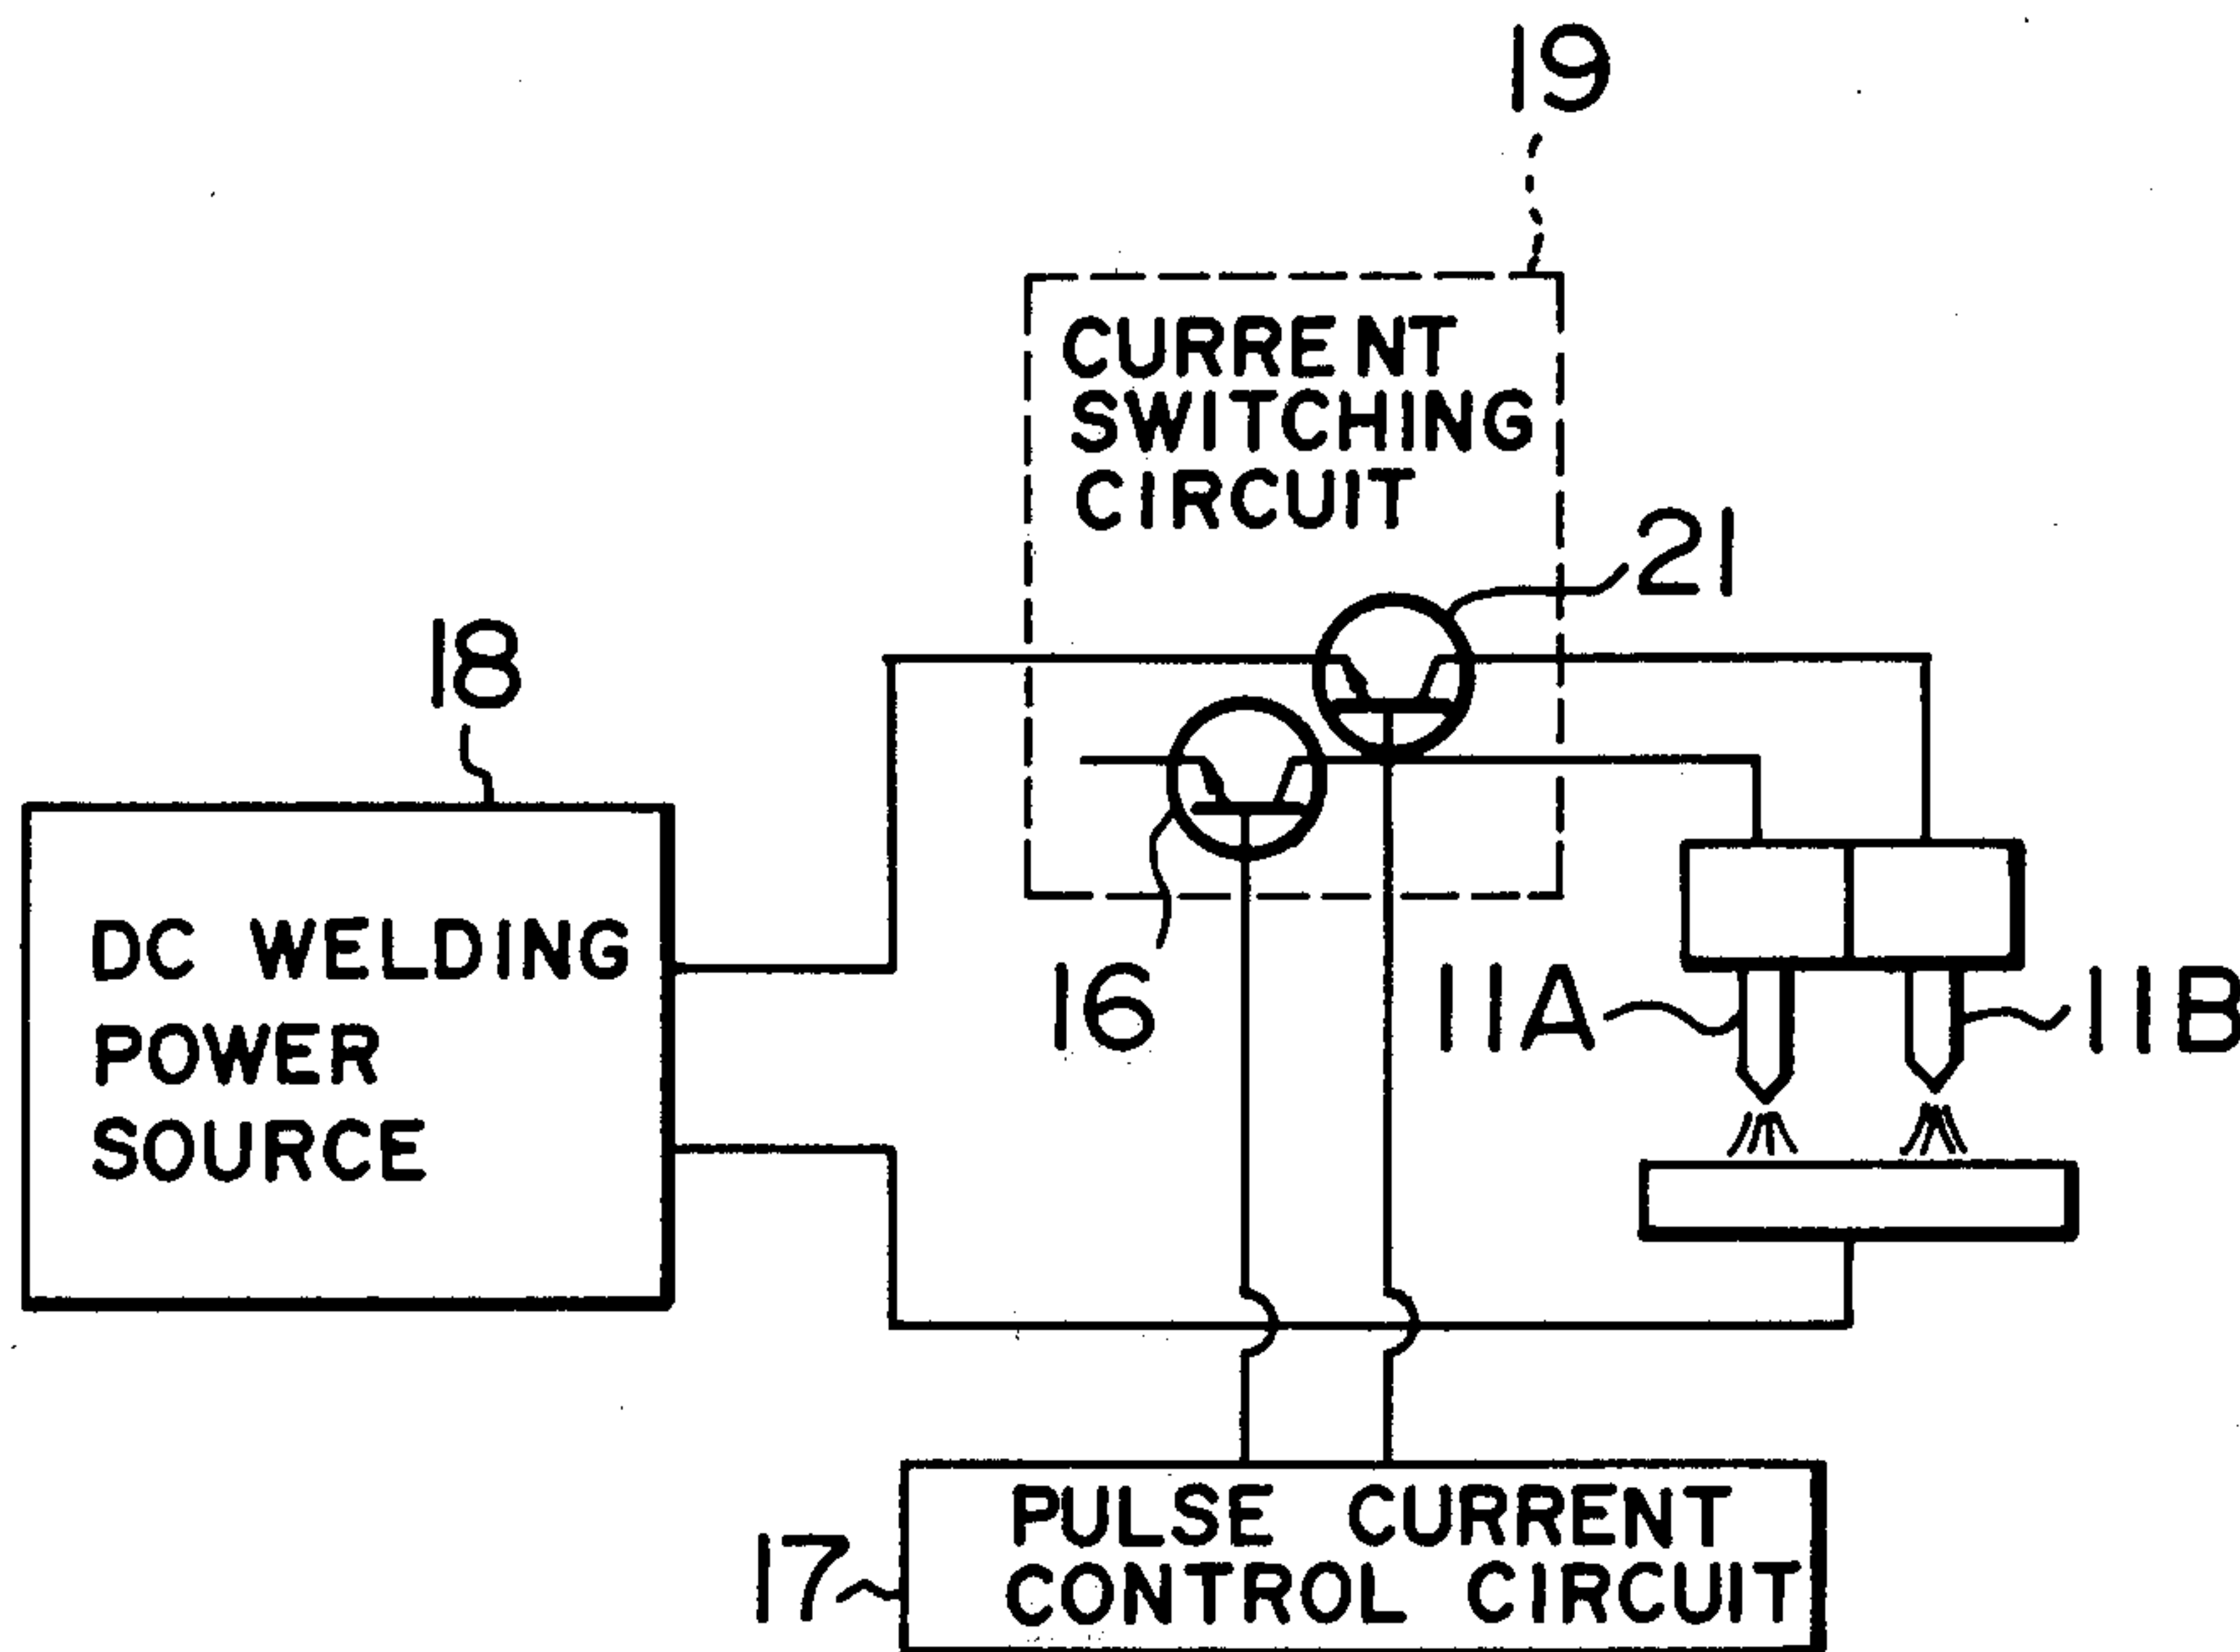 19
CURRENT
SWITCHING
CIRCUIT
21
18
DC WELDING
POWER
SOURCE
16
11A
11B
17
PULSE CURRENT
CONTROL CIRCUIT